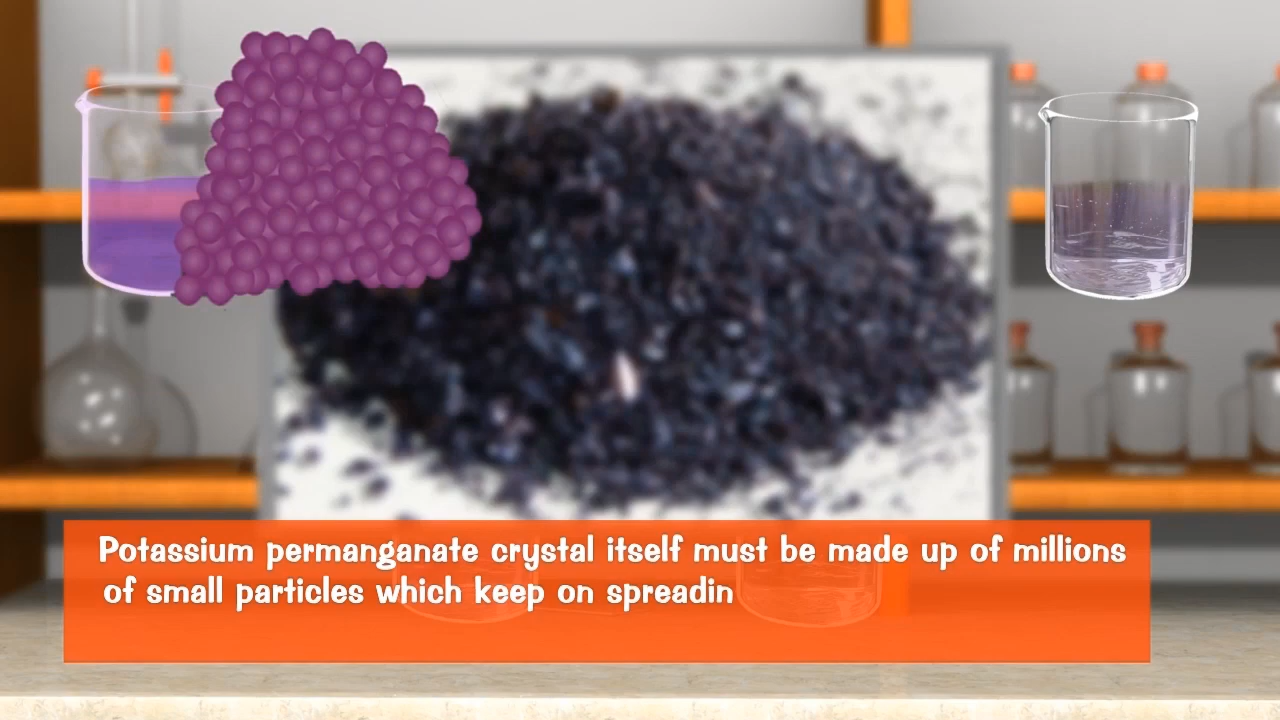 Potassium permanganate crystal itself must be made up of millions
of small particles which keep on spreadin